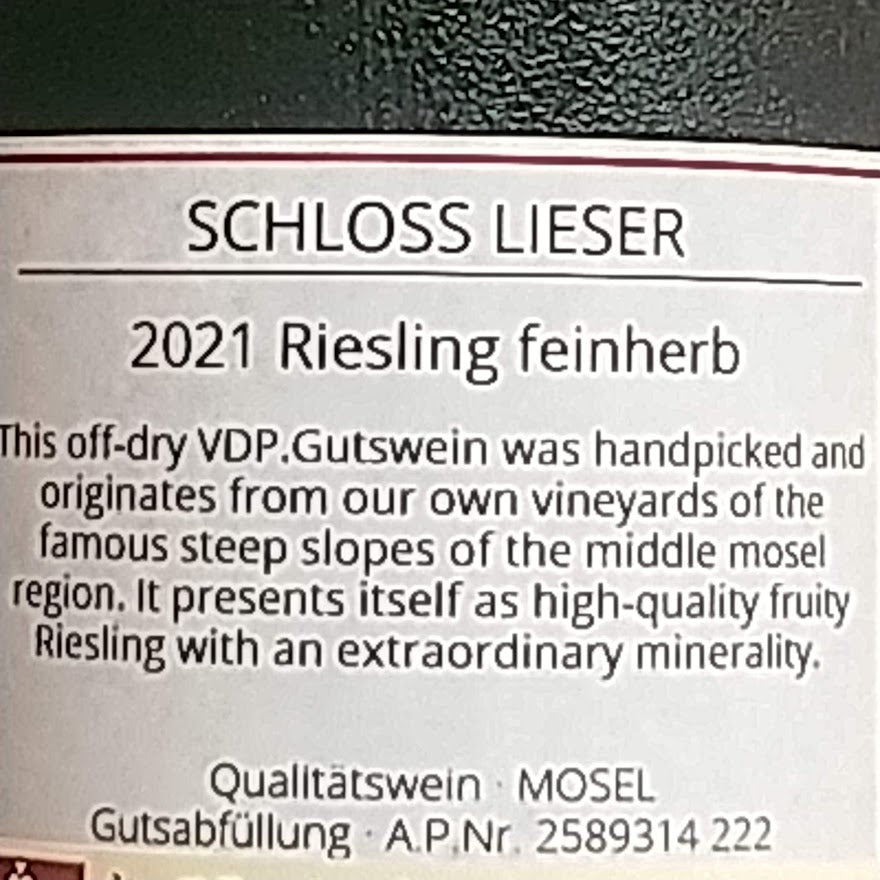 SCHLOSS LIESER
2021 Riesling feinherb
This off-dry VDP.Gutswein was handpicked and
originates from our own vineyards of the
famous steep slopes of the middle mosel
region. It presents itself as high-quality fruity
Riesling with an extraordinary minerality.
Qualitätswein · MOSEL
Gutsabfüllung · A.P.Nr. 2589314 222